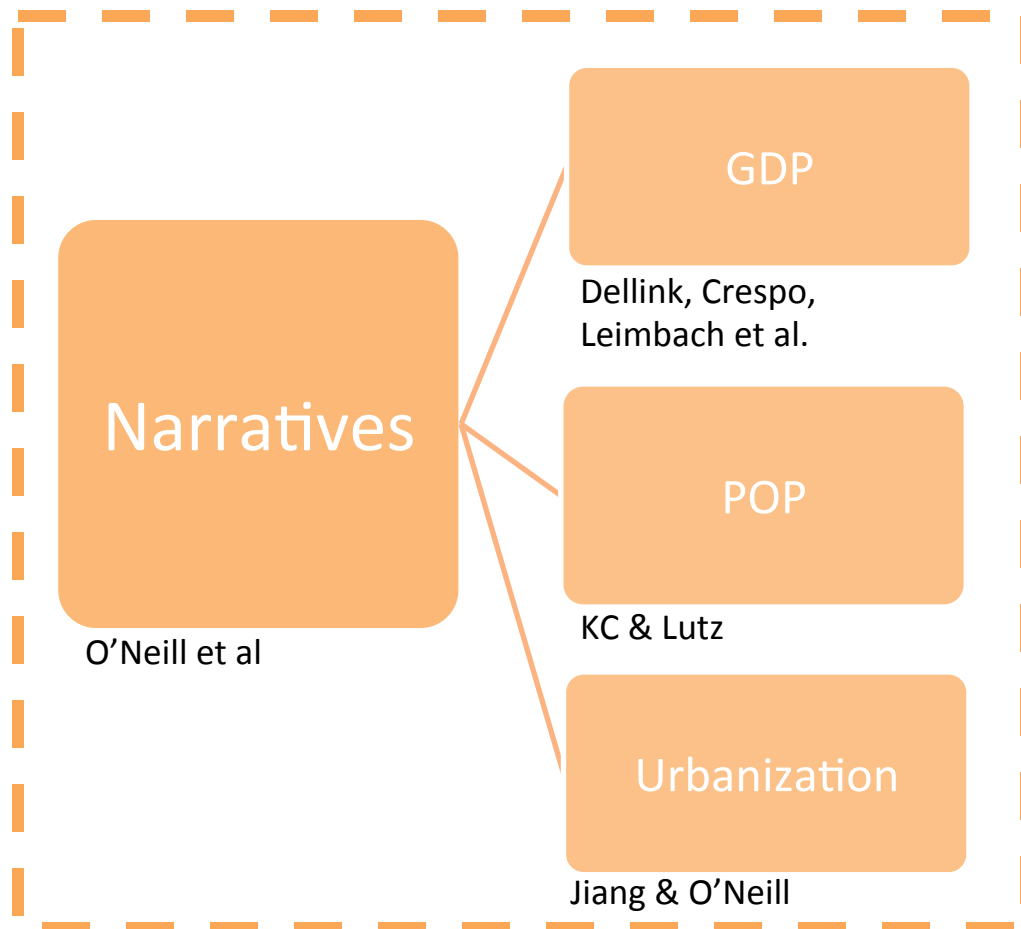 Narratives
O’Neill et al
GDP
Dellink, Crespo,
Leimbach et al.
POP
KC & Lutz
Urbanization
Jiang & O’Neill